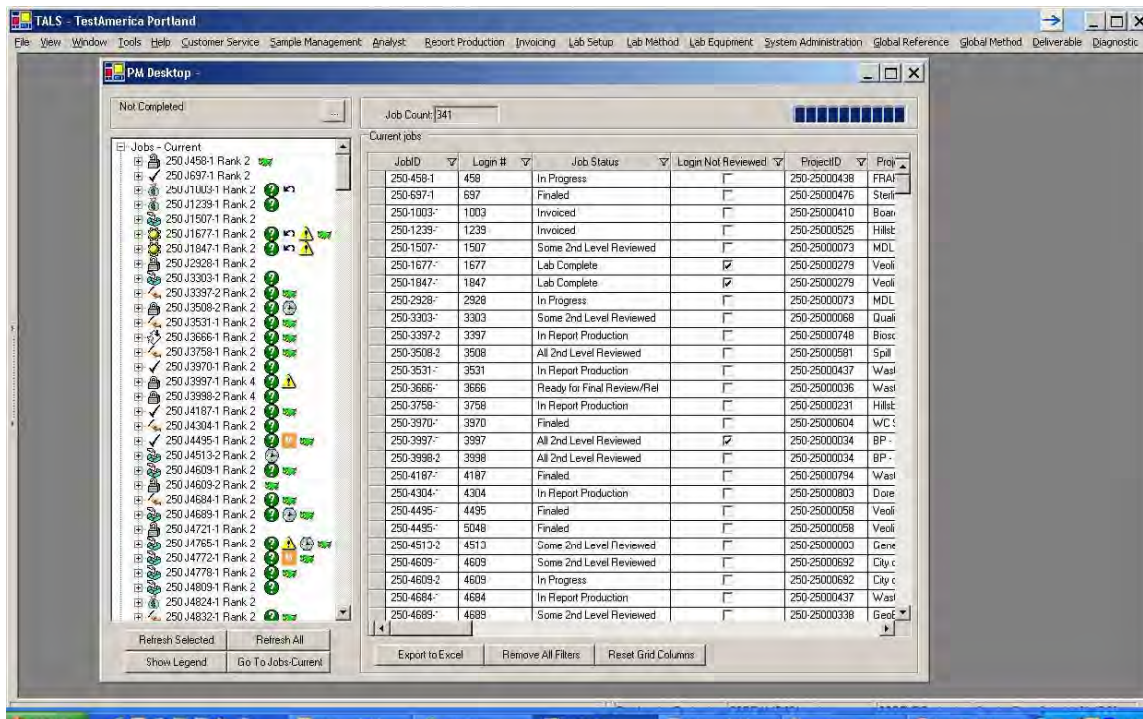 TALS - TestAmerica Portland
File View Window Tools Help Customer Service Sample Management Analyst Report Production Invoicing Lab Setup Lab Method Lab Equpment System Administration Global Reference Global Method Deliverable Diagnostic
PM Desktop -
Not Completed
...
Job Count: 341
Current jobs
Jobs - Current
250 J458-1 Rank 2
250 J697-1 Rank 2
250 J1003-1 Rank 2
250 J1239-1 Rank 2
250 J1507-1 Rank 2
250 J1677-1 Rank 2
250 J1847-1 Rank 2
250 J2928-1 Rank 2
250 J3303-1 Rank 2
250 J3397-2 Rank 2
250 J3508-2 Rank 2
250 J3531-1 Rank 2
250 J3666-1 Rank 2
250 J3758-1 Rank 2
250 J3970-1 Rank 2
250 J3997-1 Rank 4
250 J3998-2 Rank 4
250 J4187-1 Rank 2
250 J4304-1 Rank 2
250 J4495-1 Rank 2
250 J4513-2 Rank 2
250 J4609-1 Rank 2
250 J4609-2 Rank 2
250 J4684-1 Rank 2
250 J4689-1 Rank 2
250 J4721-1 Rank 2
250 J4765-1 Rank 2
250 J4772-1 Rank 2
250 J4778-1 Rank 2
250 J4809-1 Rank 2
250 J4824-1 Rank 2
250 J4832-1 Rank 2
JobID Login # Job Status Login Not Reviewed ProjectID Proje
250-458-1 458 In Progress 250-25000438 FRAN
250-697-1 697 Finaled 250-25000476 Sterlin
250-1003- 1003 Invoiced 250-25000410 Board
250-1239- 1239 Invoiced 250-25000525 Hillsb
250-1507- 1507 Some 2nd Level Reviewed 250-25000073 MDL
250-1677- 1677 Lab Complete 250-25000279 Veoli
250-1847- 1847 Lab Complete 250-25000279 Veoli
250-2928- 2928 In Progress 250-25000073 MDL
250-3303- 3303 Some 2nd Level Reviewed 250-25000068 Quali
250-3397-2 3397 In Report Production 250-25000748 Biosc
250-3508-2 3508 All 2nd Level Reviewed 250-25000581 Spill
250-3531- 3531 In Report Production 250-25000437 Wast
250-3666- 3666 Ready for Final Review/Rel 250-25000036 Wast
250-3758- 3758 In Report Production 250-25000231 Hillsb
250-3970- 3970 Finaled 250-25000604 WC S
250-3997- 3997 All 2nd Level Reviewed 250-25000034 BP -
250-3998-2 3998 All 2nd Level Reviewed 250-25000034 BP -
250-4187- 4187 Finaled 250-25000794 Wast
250-4304- 4304 In Report Production 250-25000803 Dore
250-4495- 4495 Finaled 250-25000058 Veoli
250-4495- 5048 Finaled 250-25000058 Veoli
250-4513-2 4513 Some 2nd Level Reviewed 250-25000003 Gene
250-4609- 4609 Some 2nd Level Reviewed 250-25000692 City c
250-4609-2 4609 In Progress 250-25000692 City c
250-4684- 4684 In Report Production 250-25000437 Wast
250-4689- 4689 Some 2nd Level Reviewed 250-25000338 GeoE
Refresh Selected Refresh All
Show Legend Go To Jobs-Current
Export to Excel Remove All Filters Reset Grid Columns